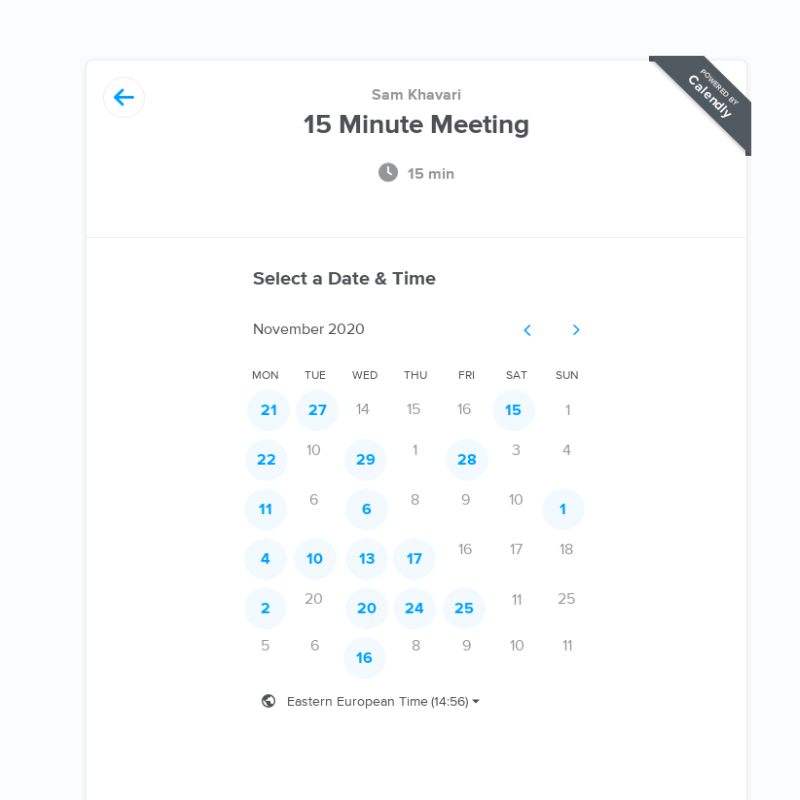 Sam Khavari
15 Minute Meeting
15 min
POWERED BY
Calendly
Select a Date & Time
November 2020
MON TUE WED THU FRI SAT SUN
21 27 14 15 16 15 1
22 10 29 1 28 3 4
11 6 6 8 9 10 1
4 10 13 17 16 17 18
2 20 20 24 25 11 25
5 6 16 8 9 10 11
Eastern European Time (14:56)